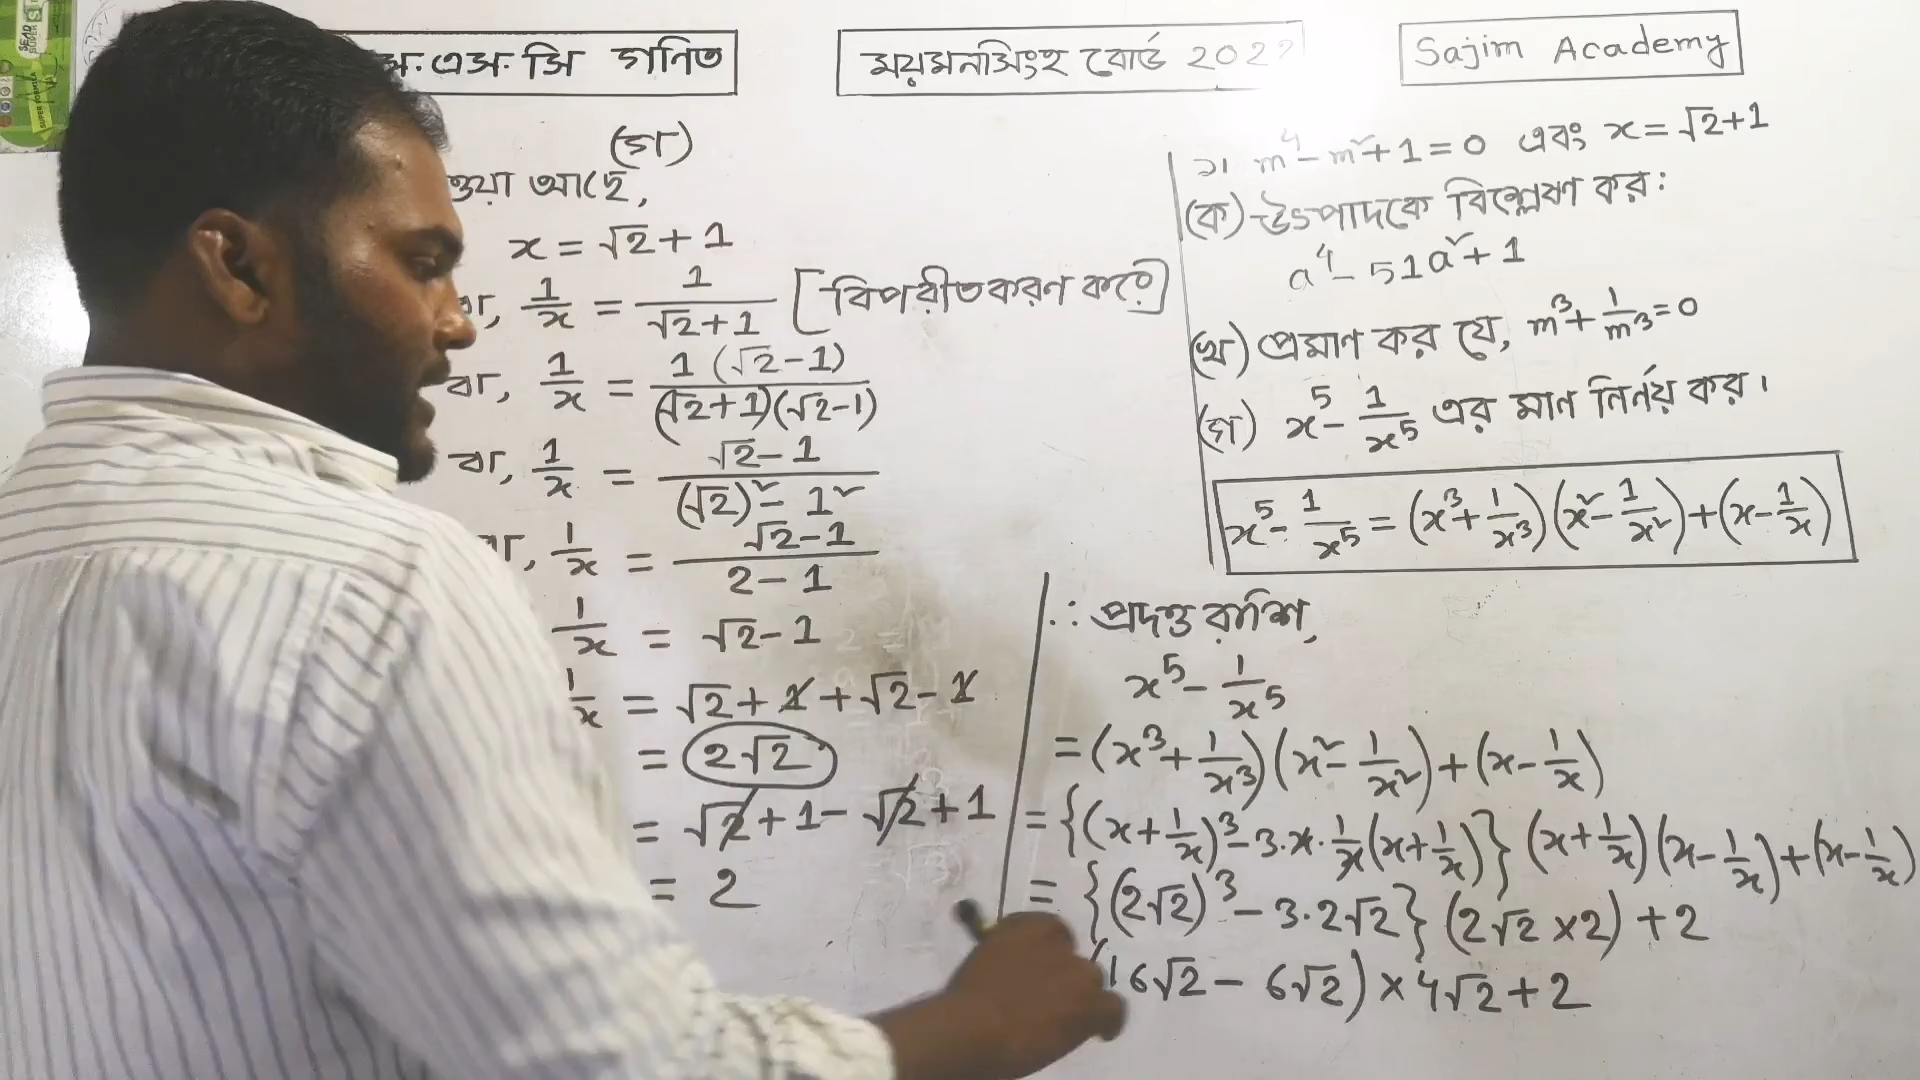 এস.সি গনিত
ময়মনসিংহ বোর্ড 2022
Sajim Academy
(গ)
আছে,
x = √2 + 1
1/x = 1/(√2+1) [বিপরীতকরণ করে]
বা, 1/x = 1(√2-1)/(√2+1)(√2-1)
বা, 1/x = (√2-1)/((√2)² - 1²)
1/x = (√2-1)/(2-1)
1/x = √2-1
1/x = √2 + 1 + √2 - 1
= 2√2
= √2 + 1 - √2 + 1
= 2
১। m⁴ - m² + 1 = 0 এবং x = √2 + 1
(ক) উৎপাদকে বিশ্লেষণ কর:
a⁴ - 51a² + 1
(খ) প্রমাণ কর যে, m³ + 1/m³ = 0
(গ) x⁵ - 1/x⁵ এর মান নির্ণয় কর।
x⁵ - 1/x⁵ = (x³ + 1/x³)(x² - 1/x²) + (x - 1/x)
∴ প্রদত্ত রাশি,
x⁵ - 1/x⁵
= (x³ + 1/x³)(x² - 1/x²) + (x - 1/x)
= {(x + 1/x)³ - 3.x.1/x(x + 1/x)} (x + 1/x)(x - 1/x) + (x - 1/x)
= {(2√2)³ - 3.2√2} (2√2 × 2) + 2
(16√2 - 6√2) × 4√2 + 2